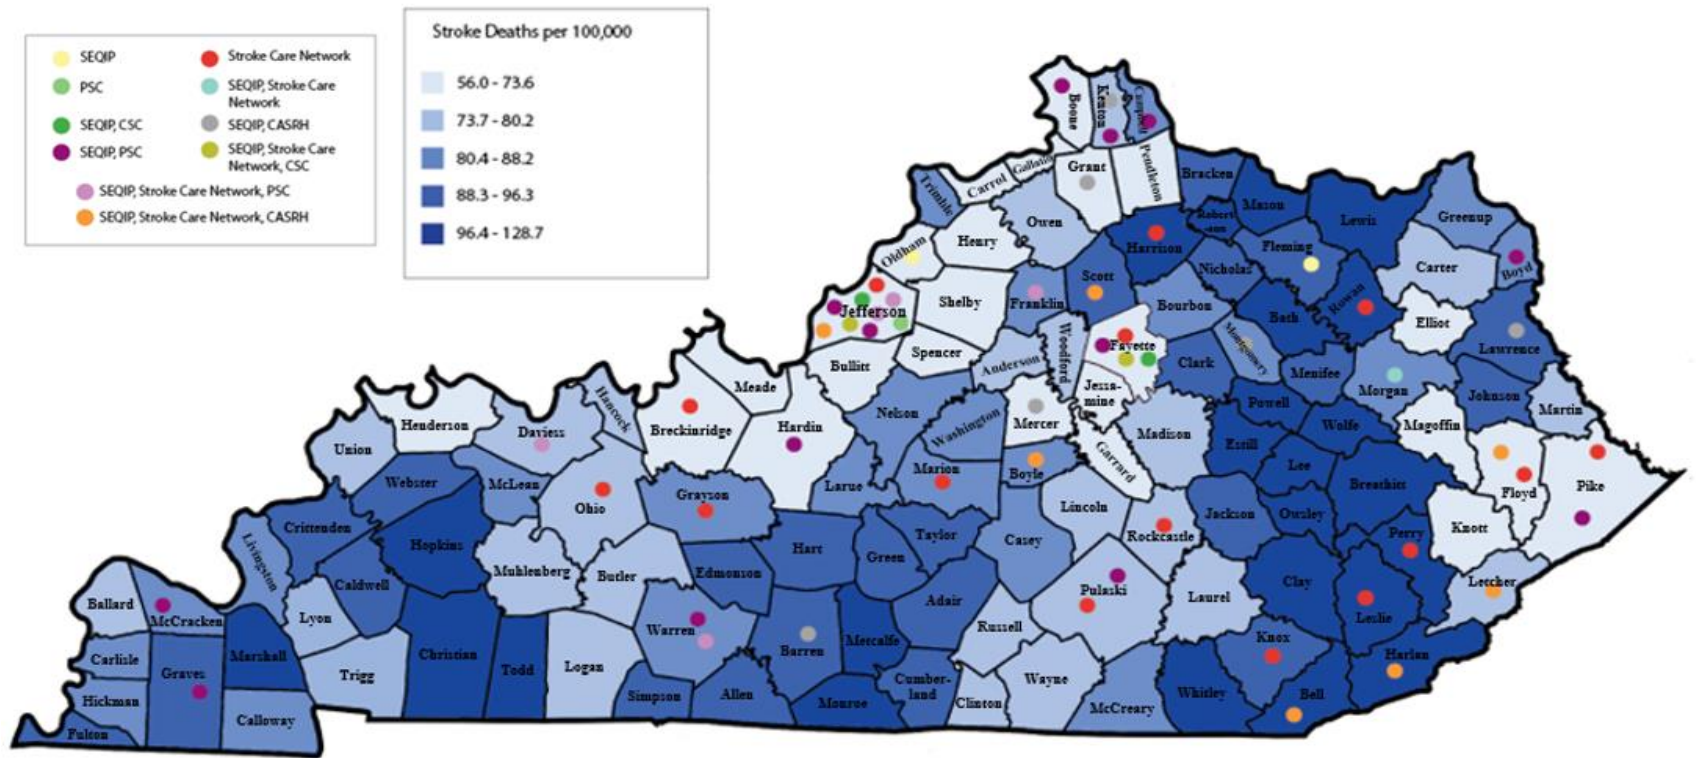 SEQIP
Stroke Care Network
PSC
SEQIP, Stroke Care
Network
SEQIP, CSC
SEQIP, CASRH
SEQIP, PSC
SEQIP, Stroke Care
Network, CSC
SEQIP, Stroke Care Network, PSC
SEQIP, Stroke Care Network, CASRH
Stroke Deaths per 100,000
56.0 - 73.6
73.7 - 80.2
80.4 - 88.2
88.3 - 96.3
96.4 - 128.7
Boone
Kenton
Campbell
Gallatin
Grant
Pendleton
Carrol
Trimble
Bracken
Mason
Robert
-son
Lewis
Greenup
Owen
Henry
Oldham
Harrison
Fleming
Carter
Boyd
Nicholas
Scott
Franklin
Shelby
Jefferson
Bourbon
Rowan
Bath
Elliot
Lawrence
Fayette
Montgomery
Woodford
Spencer
Anderson
Bullitt
Clark
Menifee
Morgan
Johnson
Martin
Jessa-
mine
Meade
Hancock
Nelson
Washington
Mercer
Powell
Wolfe
Magoffin
Henderson
Daviess
Breckinridge
Hardin
Madison
Estill
Lee
Union
Garrard
Marion
Boyle
Larue
Breathitt
Floyd
Pike
Webster
McLean
Ohio
Grayson
Lincoln
Rockcastle
Jackson
Owsley
Knott
Perry
Crittenden
Hopkins
Hart
Taylor
Green
Casey
Livingston
Caldwell
Muhlenberg
Butler
Edmonson
Pulaski
Laurel
Clay
Letcher
Leslie
Ballard
McCracken
Lyon
Warren
Adair
Russell
Barren
Metcalfe
Knox
Harlan
Carlisle
Graves
Marshall
Christian
Todd
Logan
Trigg
Hickman
Calloway
Simpson
Allen
Monroe
Cumber-
land
Clinton
Wayne
McCreary
Whitley
Bell
Fulton